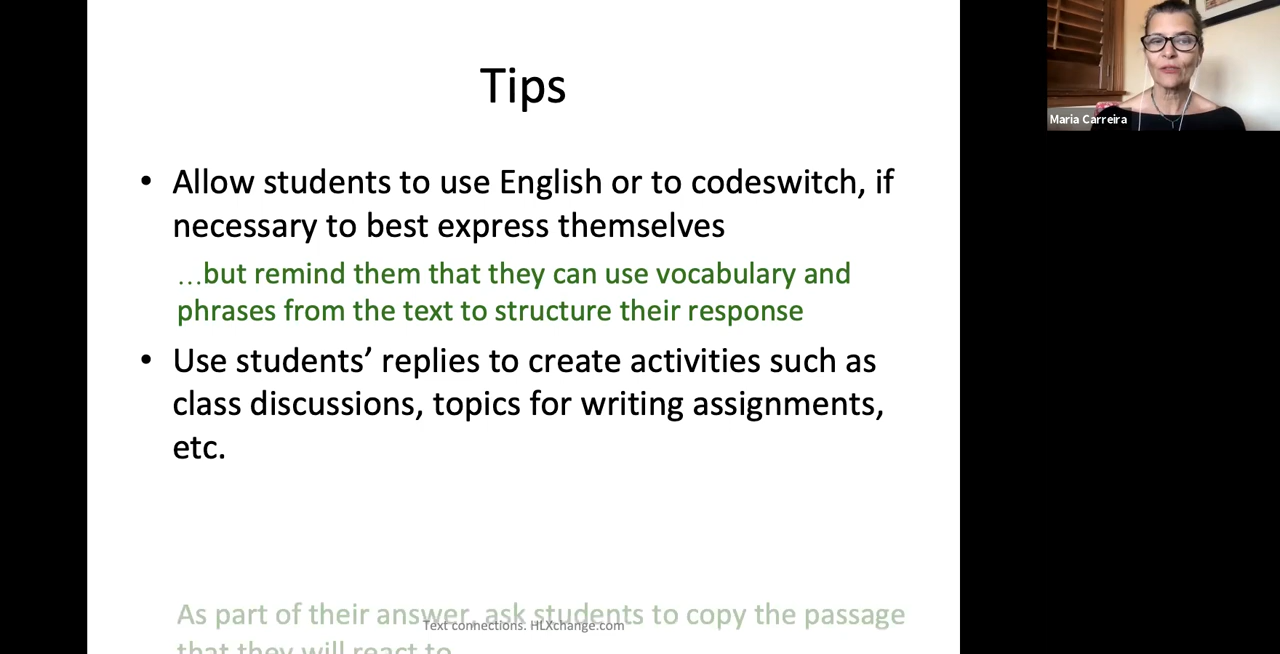 Tips
• Allow students to use English or to codeswitch, if
necessary to best express themselves
…but remind them that they can use vocabulary and
phrases from the text to structure their response
• Use students’ replies to create activities such as
class discussions, topics for writing assignments,
etc.
As part of their answer, ask students to copy the passage
that they will react to
Text connections. HLXchange.com
Maria Carreira